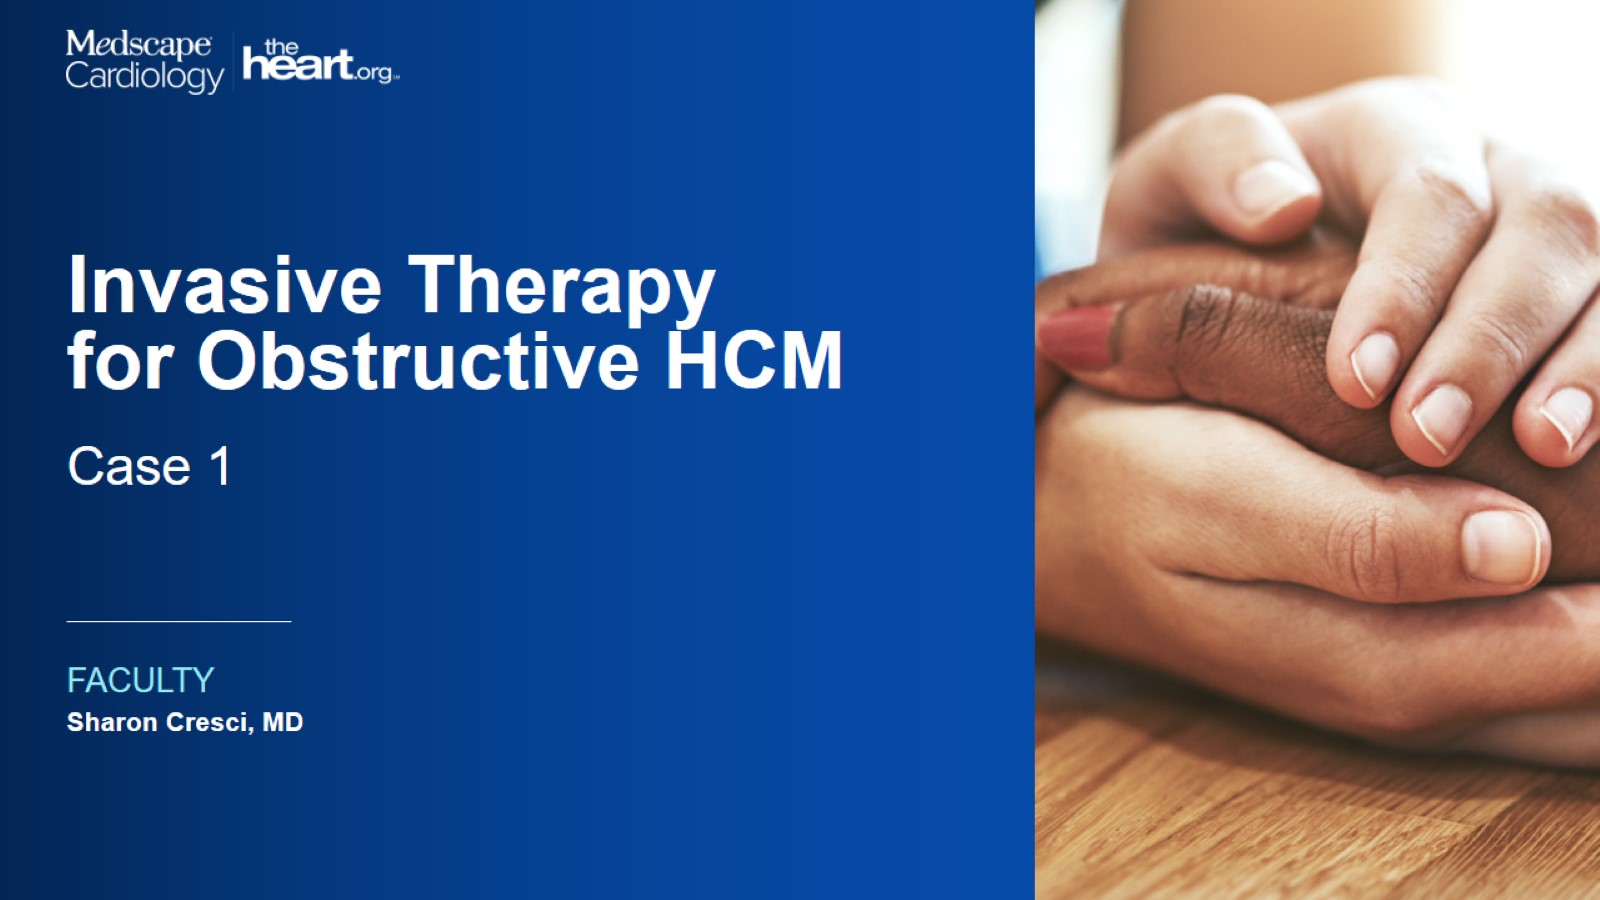 Medscape
Cardiology
the
heart.org
Invasive Therapy
for Obstructive HCM
Case 1
FACULTY
Sharon Cresci, MD